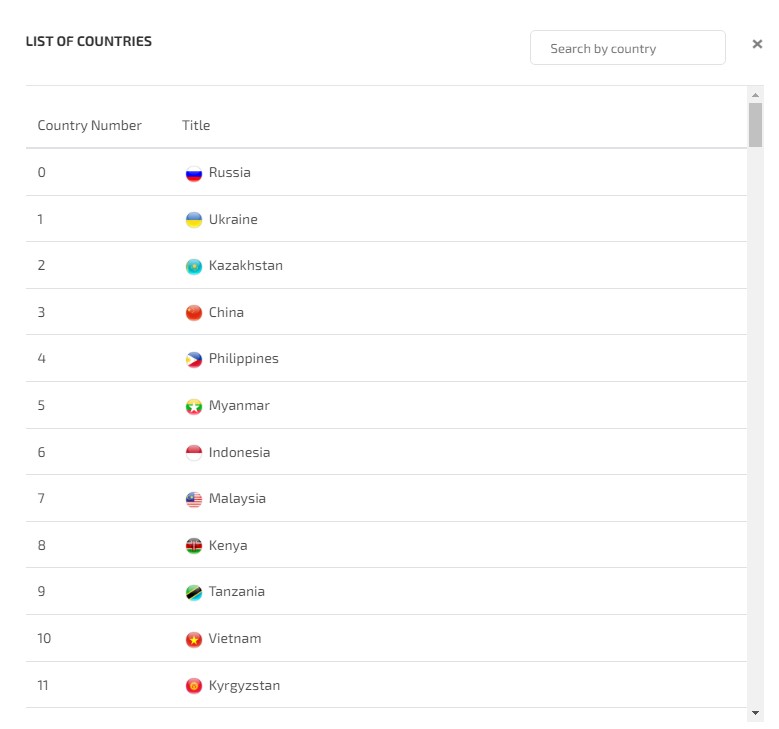 LIST OF COUNTRIES
Search by country
×
Country Number Title
0 Russia
1 Ukraine
2 Kazakhstan
3 China
4 Philippines
5 Myanmar
6 Indonesia
7 Malaysia
8 Kenya
9 Tanzania
10 Vietnam
11 Kyrgyzstan